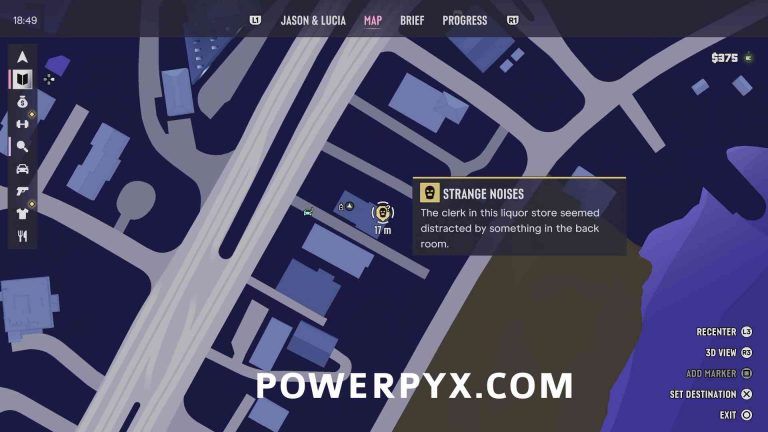 18:49
L1 JASON & LUCIA MAP BRIEF PROGRESS R1
$375
STRANGE NOISES
The clerk in this liquor store seemed
distracted by something in the back
room.
17 m
RECENTER L3
3D VIEW R3
ADD MARKER
SET DESTINATION
EXIT
POWERPYX.COM